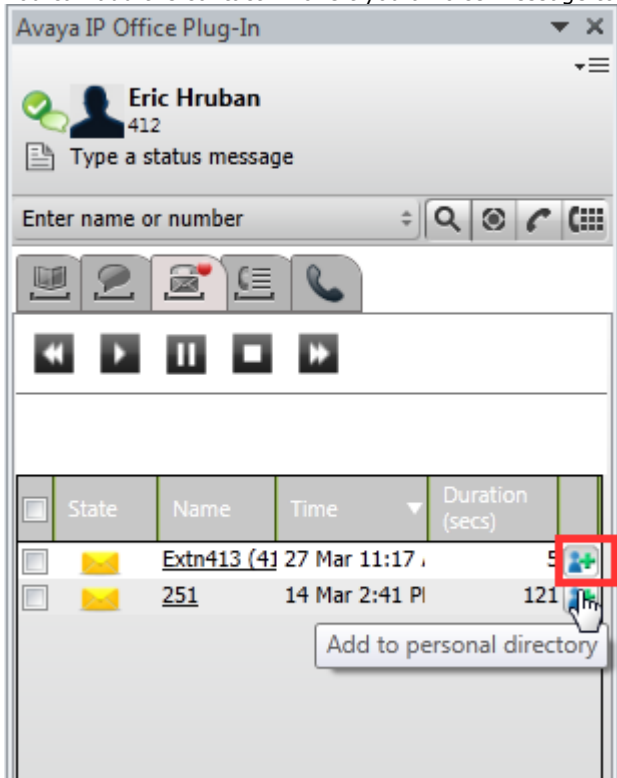 Avaya IP Office Plug-In
Eric Hruban
412
Type a status message
Enter name or number
State Name Time Duration (secs)
Extn413 (41 27 Mar 11:17 5
251 14 Mar 2:41 P 121
Add to personal directory